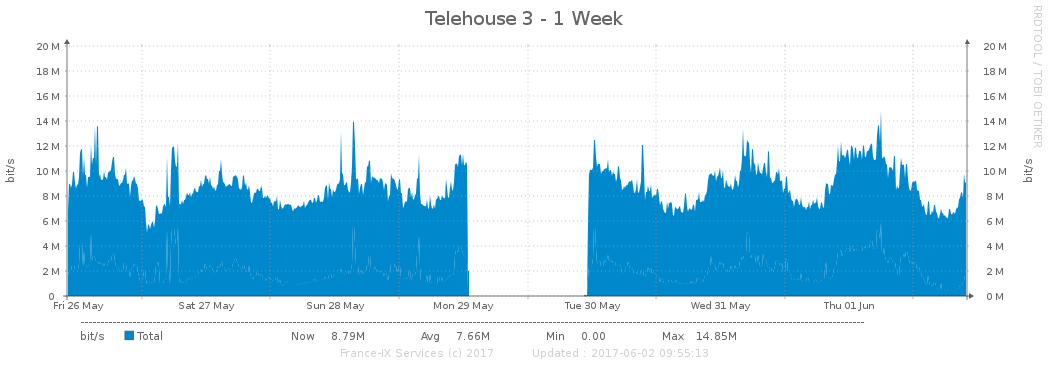 Telehouse 3 - 1 Week
RRDTOOL / TOBI OETIKER
20 M 20 M
18 M 18 M
16 M 16 M
14 M 14 M
12 M 12 M
10 M 10 M
8 M 8 M
6 M 6 M
4 M 4 M
2 M 2 M
0 0 M
bit/s
bit/s
Fri 26 May Sat 27 May Sun 28 May Mon 29 May Tue 30 May Wed 31 May Thu 01 Jun
bit/s Total Now 8.79M Avg 7.66M Min 0.00 Max 14.85M
France-IX Services (c) 2017 Updated : 2017-06-02 09:55:13